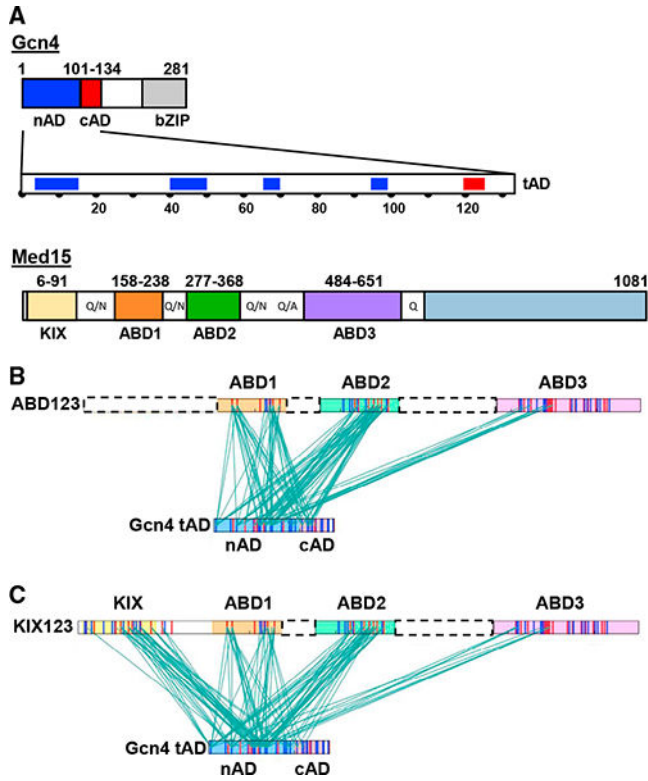 A
Gcn4
1 101-134 281
nAD cAD bZIP
tAD
20 40 60 80 100 120
Med15
6-91 158-238 277-368 484-651 1081
Q/N Q/N Q/N Q/A Q
KIX ABD1 ABD2 ABD3
B
ABD1 ABD2 ABD3
ABD123
Gcn4 tAD
nAD cAD
C
KIX ABD1 ABD2 ABD3
KIX123
Gcn4 tAD
nAD cAD